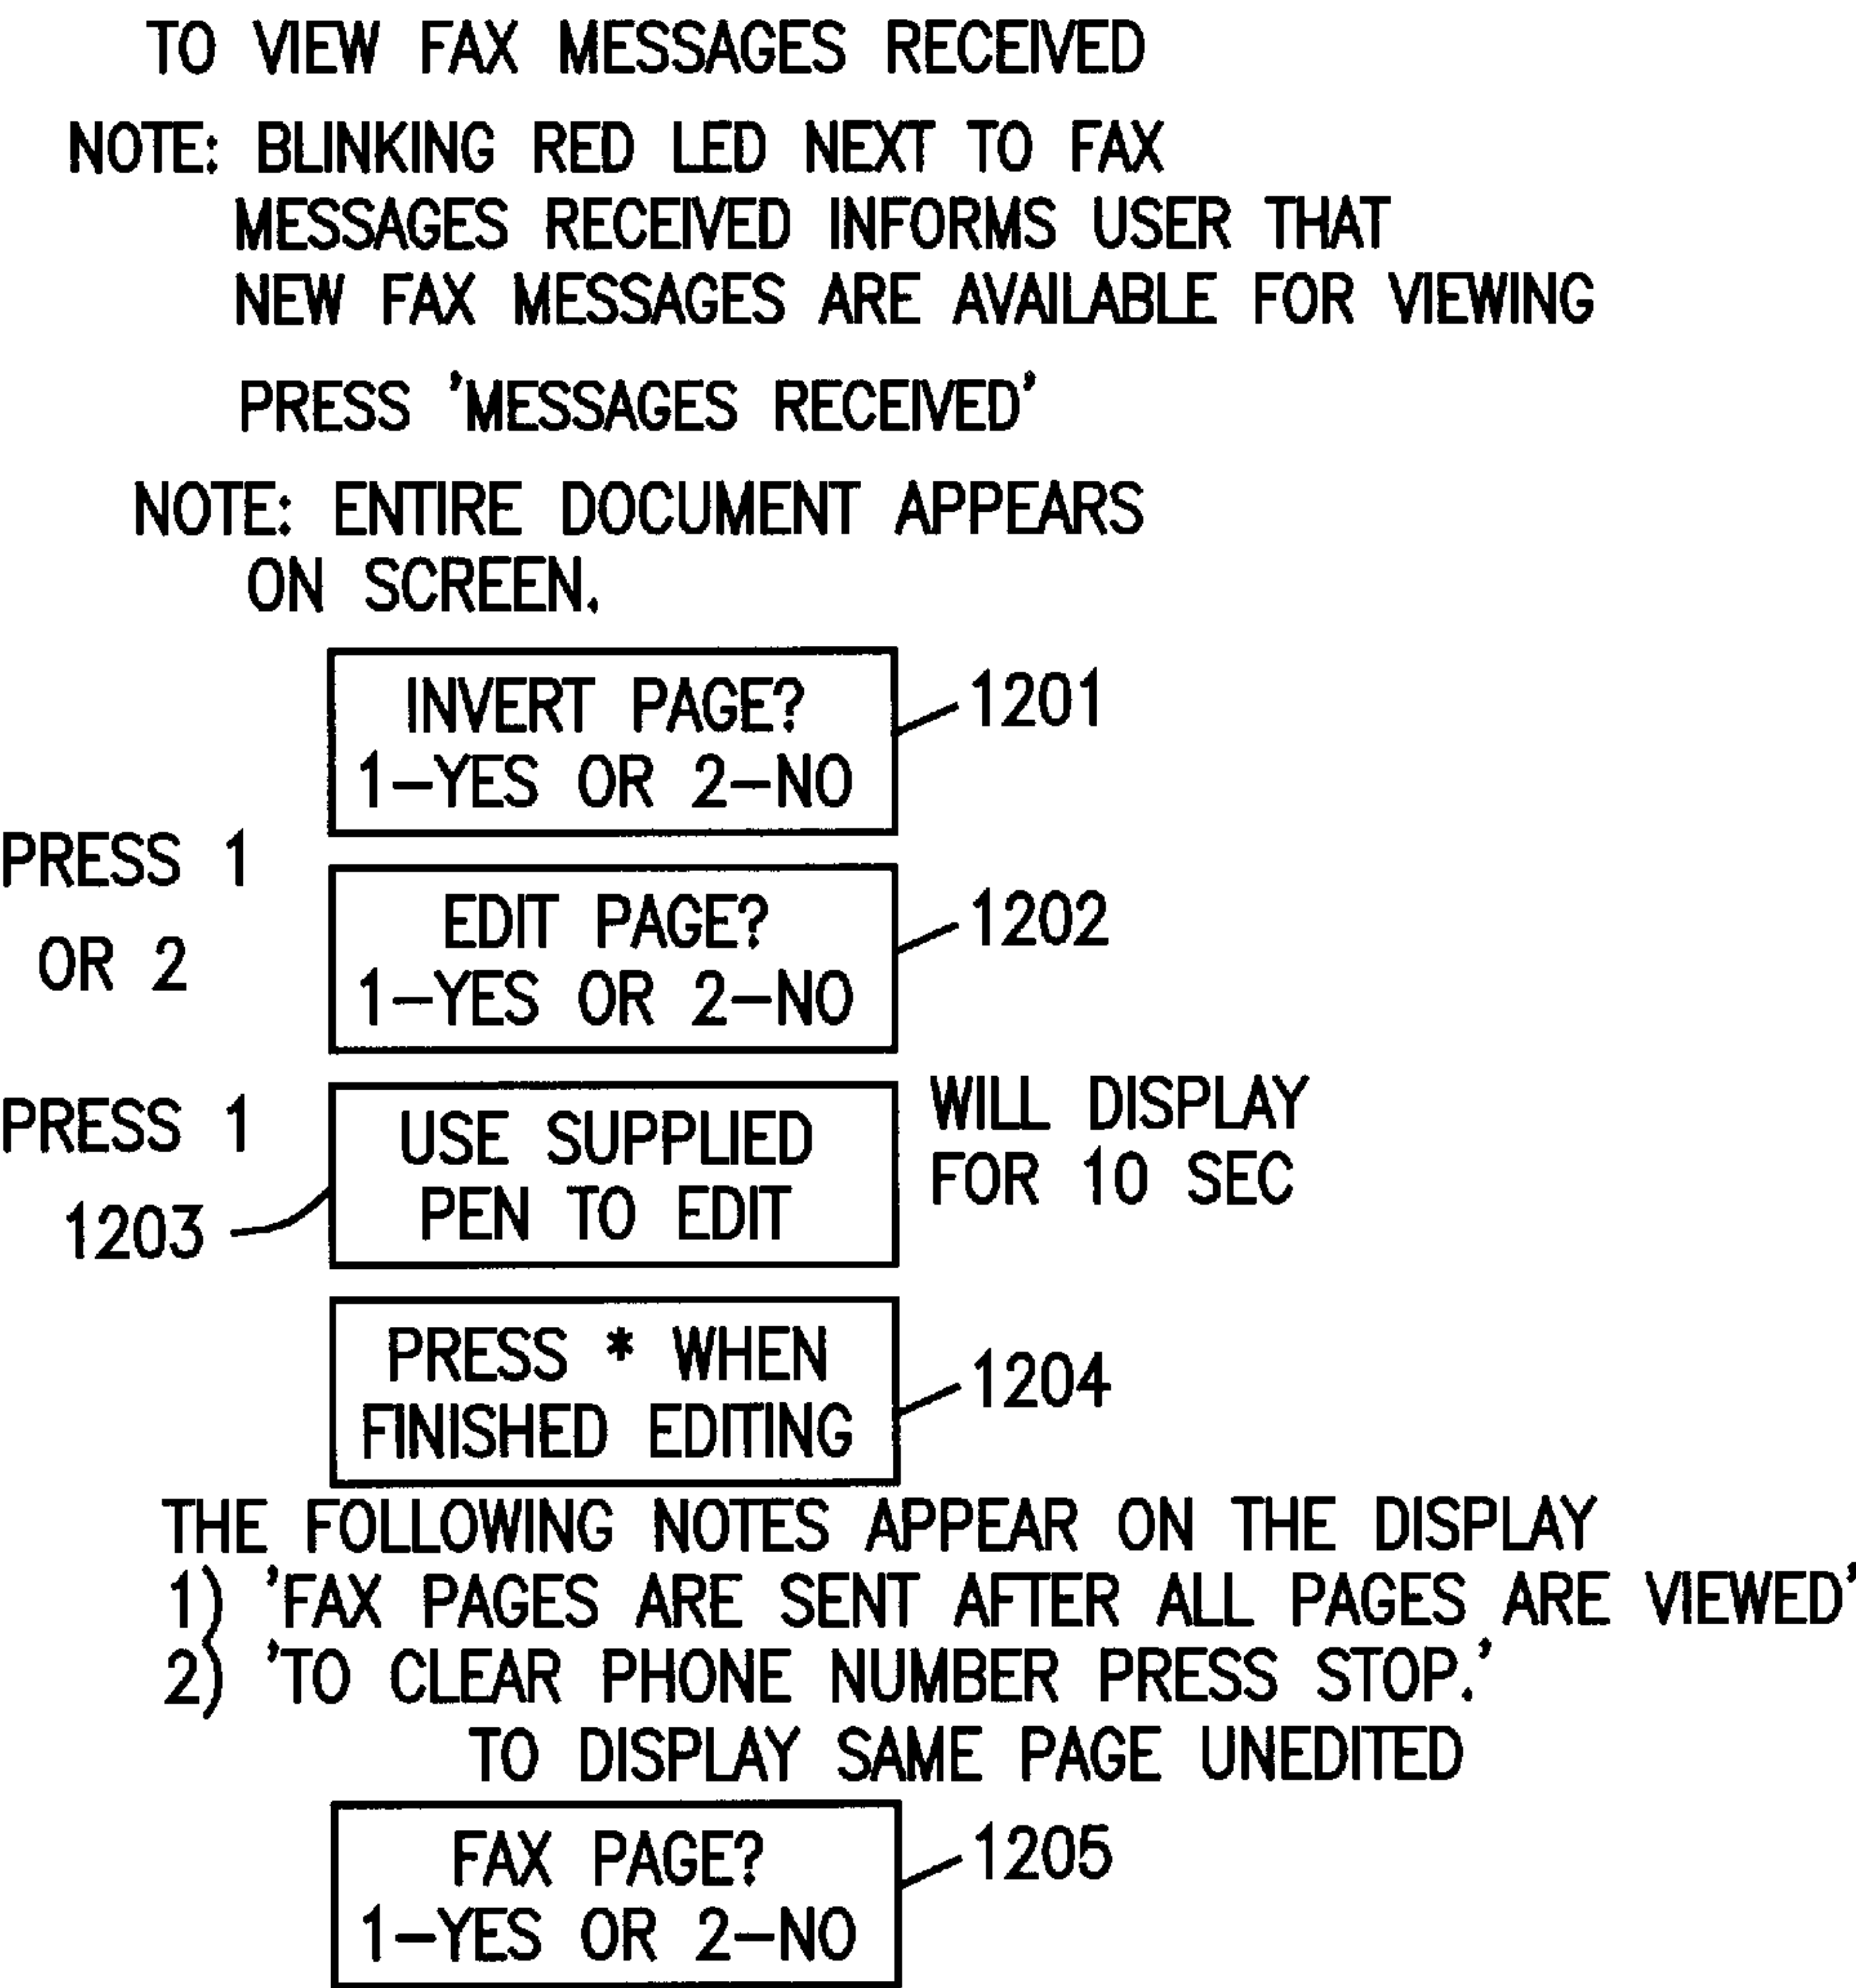 TO VIEW FAX MESSAGES RECEIVED
NOTE: BLINKING RED LED NEXT TO FAX
MESSAGES RECEIVED INFORMS USER THAT
NEW FAX MESSAGES ARE AVAILABLE FOR VIEWING
PRESS 'MESSAGES RECEIVED'
NOTE: ENTIRE DOCUMENT APPEARS
ON SCREEN.
INVERT PAGE?
1-YES OR 2-NO
1201
PRESS 1
OR 2
EDIT PAGE?
1-YES OR 2-NO
1202
PRESS 1
USE SUPPLIED
PEN TO EDIT
1203
WILL DISPLAY
FOR 10 SEC
PRESS * WHEN
FINISHED EDITING
1204
THE FOLLOWING NOTES APPEAR ON THE DISPLAY
1) 'FAX PAGES ARE SENT AFTER ALL PAGES ARE VIEWED'
2) 'TO CLEAR PHONE NUMBER PRESS STOP.'
TO DISPLAY SAME PAGE UNEDITED
FAX PAGE?
1-YES OR 2-NO
1205